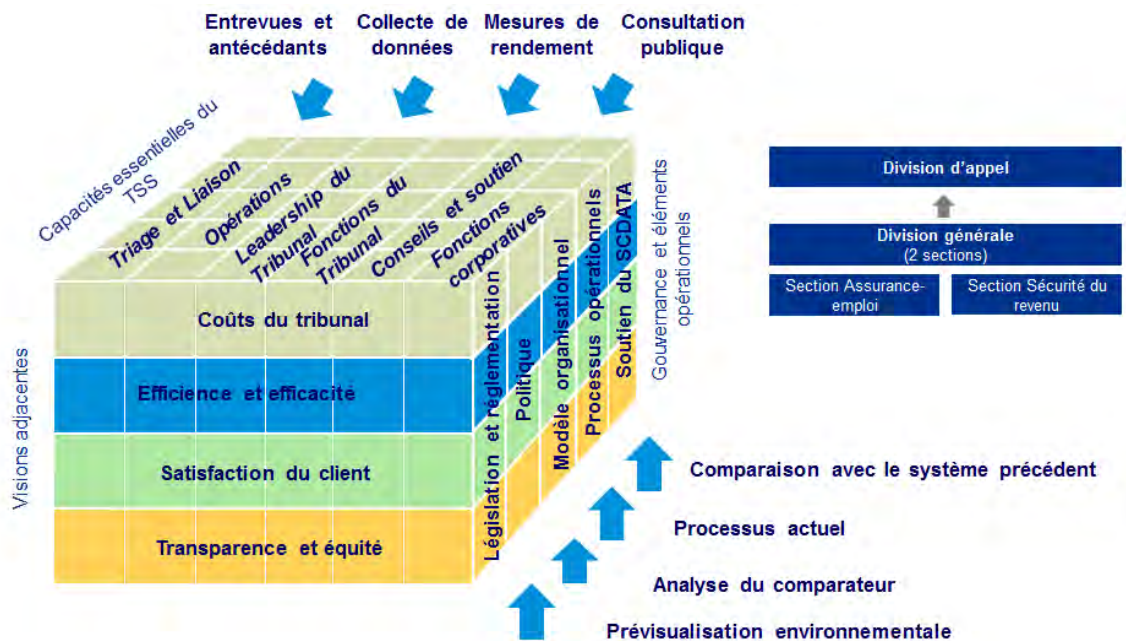 Entrevues et
antécédants
Collecte de
données
Mesures de
rendement
Consultation
publique
Capacités essentielles du
TSS
Triage et Liaison
Opérations
Leadership du
Tribunal
Fonctions du
Tribunal
Conseils et soutien
Fonctions
corporatives
Visions adjacentes
Coûts du tribunal
Efficience et efficacité
Satisfaction du client
Transparence et équité
Législation et réglementation
Politique
Modèle organisationnel
Processus opérationnels
Soutien du SCDATA
Gouvernance et éléments
opérationnels
Division d'appel
Division générale
(2 sections)
Section Assurance-
emploi
Section Sécurité du
revenu
Comparaison avec le système précédent
Processus actuel
Analyse du comparateur
Prévisualisation environnementale